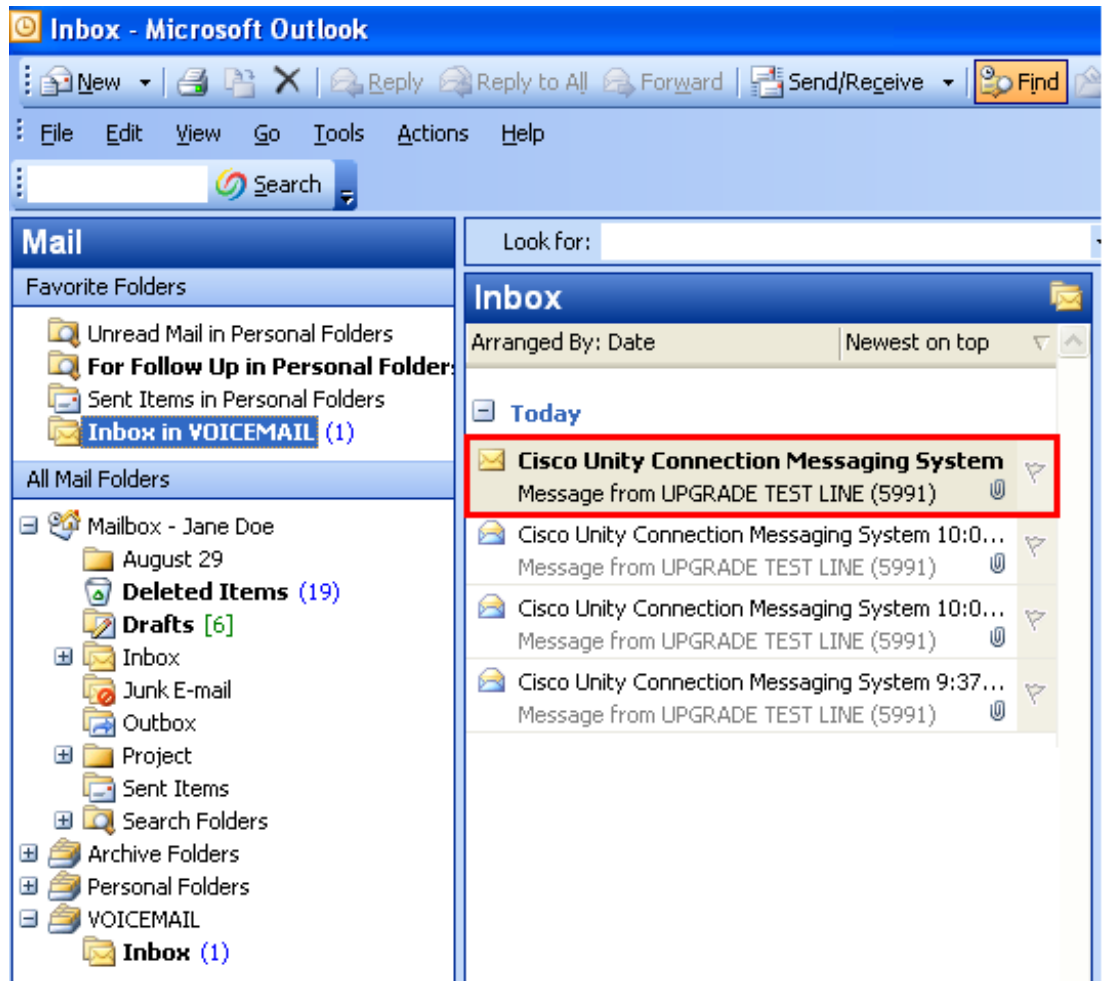 Inbox - Microsoft Outlook
New Reply Reply to All Forward Send/Receive Find
File Edit View Go Tools Actions Help
Search
Mail
Look for:
Favorite Folders
Unread Mail in Personal Folders
For Follow Up in Personal Folder
Sent Items in Personal Folders
Inbox in VOICEMAIL (1)
All Mail Folders
Mailbox - Jane Doe
August 29
Deleted Items (19)
Drafts [6]
Inbox
Junk E-mail
Outbox
Project
Sent Items
Search Folders
Archive Folders
Personal Folders
VOICEMAIL
Inbox (1)
Inbox
Arranged By: Date Newest on top
Today
Cisco Unity Connection Messaging System
Message from UPGRADE TEST LINE (5991)
Cisco Unity Connection Messaging System 10:0...
Message from UPGRADE TEST LINE (5991)
Cisco Unity Connection Messaging System 10:0...
Message from UPGRADE TEST LINE (5991)
Cisco Unity Connection Messaging System 9:37...
Message from UPGRADE TEST LINE (5991)